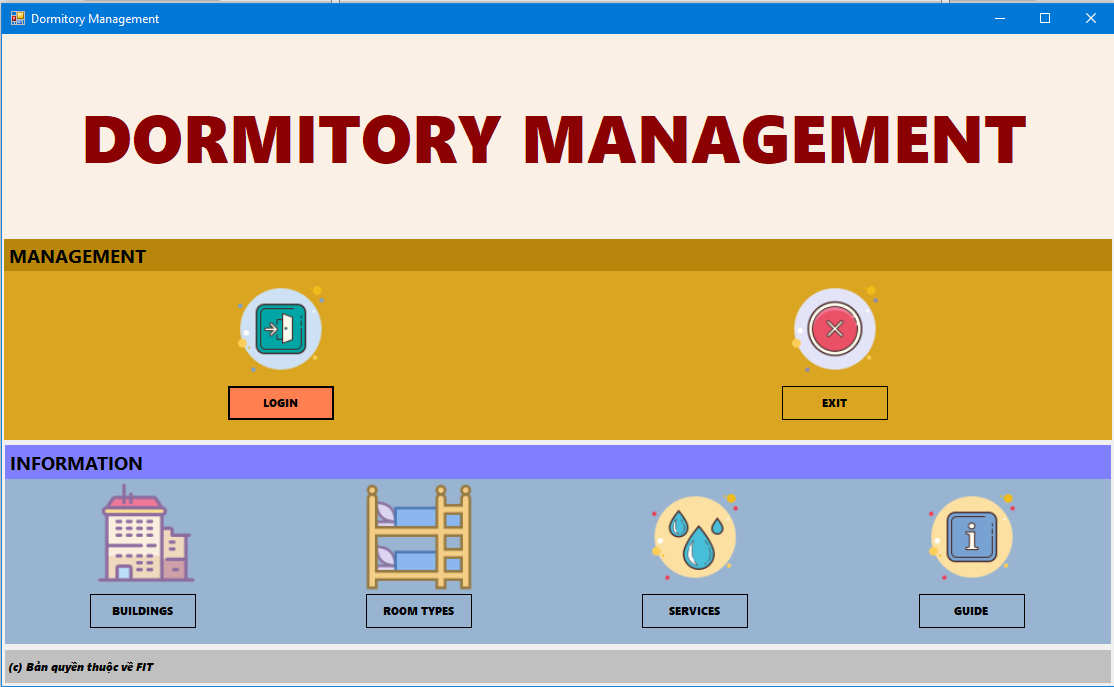 Dormitory Management
DORMITORY MANAGEMENT
MANAGEMENT
LOGIN
EXIT
INFORMATION
BUILDINGS
ROOM TYPES
SERVICES
GUIDE
(c) Bản quyền thuộc về FIT